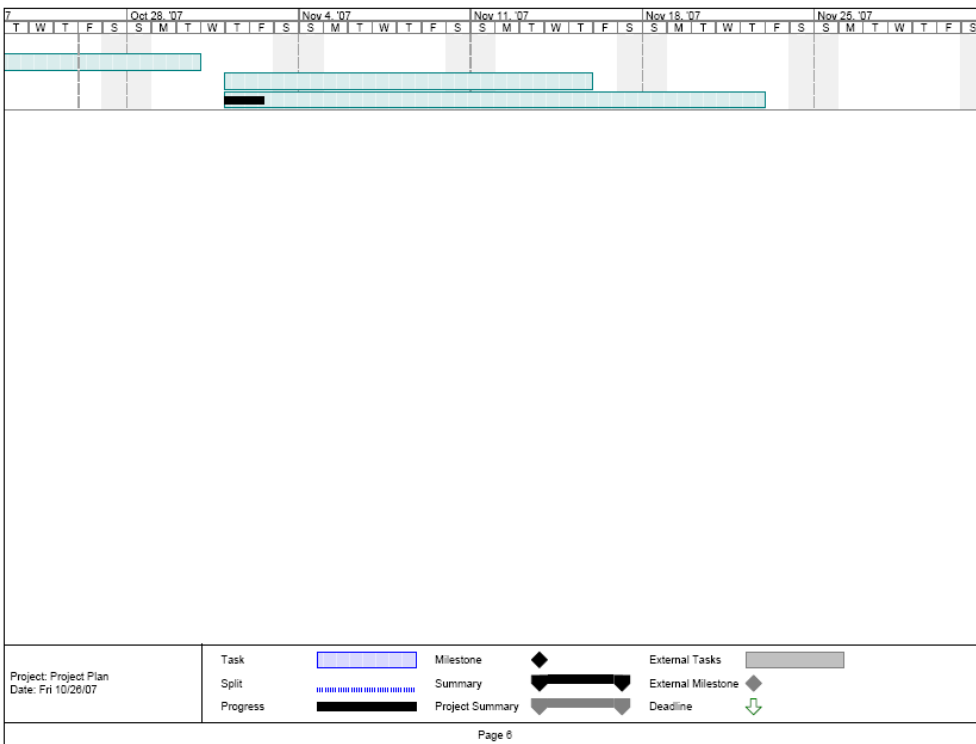 7 Oct 28, '07 Nov 4, '07 Nov 11, '07 Nov 18, '07 Nov 25, '07
T W T F S S M T W T F S S M T W T F S S M T W T F S S M T W T F S S M T W T F S
Project: Project Plan
Date: Fri 10/26/07
Task Milestone External Tasks
Split Summary External Milestone
Progress Project Summary Deadline
Page 6